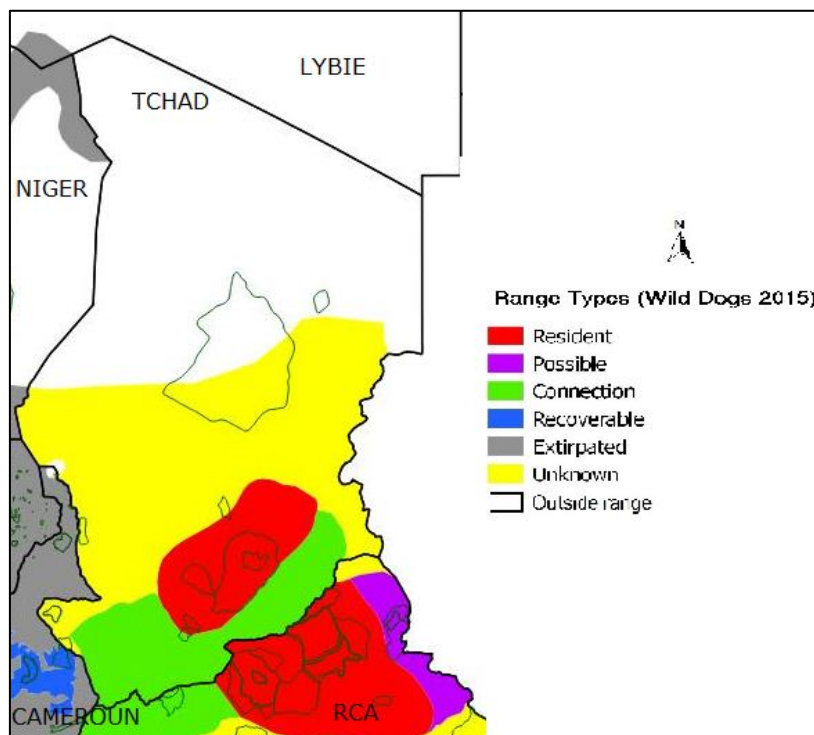 LYBIE
TCHAD
NIGER
N
Range Types (Wild Dogs 2015)
Resident
Possible
Connection
Recoverable
Extirpated
Unknown
Outside range
CAMEROUN
RCA